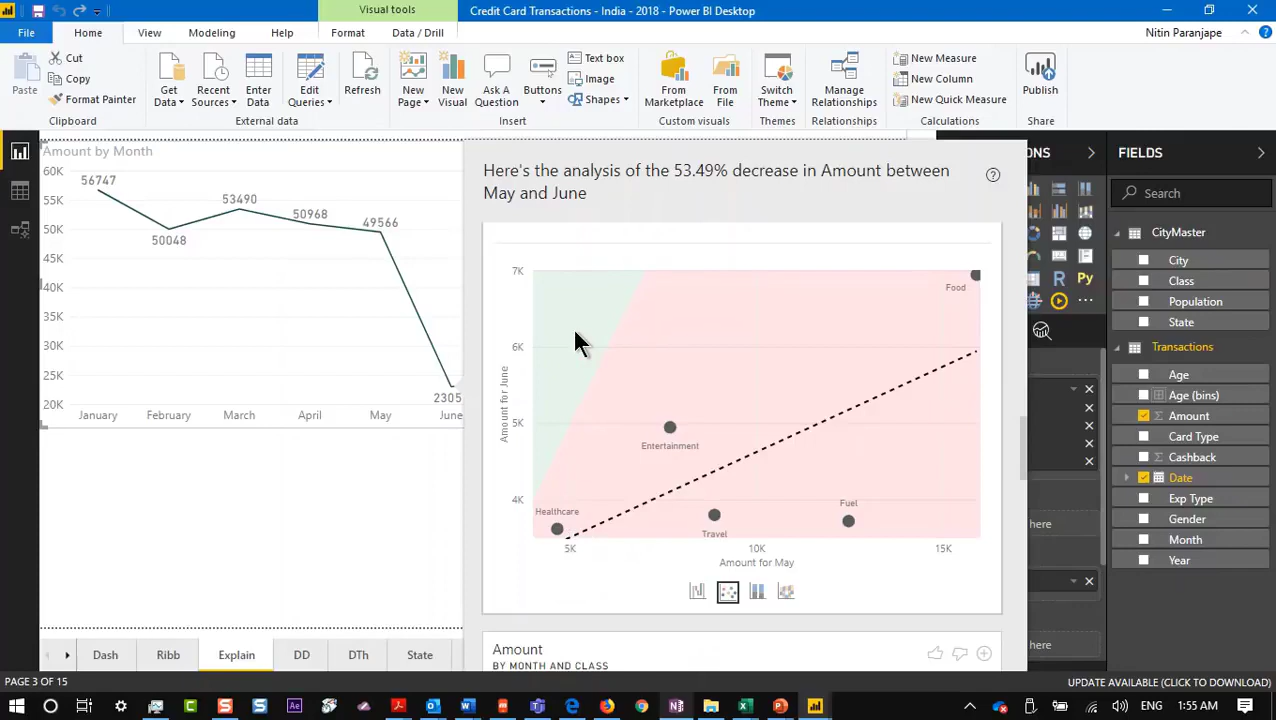 Visual tools
Credit Card Transactions - India - 2018 - Power BI Desktop
File
Home
View
Modeling
Help
Format
Data / Drill
Nitin Paranjape
Paste
Cut
Copy
Format Painter
Clipboard
Get Data
Recent Sources
Enter Data
Edit Queries
Refresh
External data
New Page
New Visual
Ask A Question
Buttons
Text box
Image
Shapes
Insert
From Marketplace
From File
Custom visuals
Switch Theme
Themes
Manage Relationships
Relationships
New Measure
New Column
New Quick Measure
Calculations
Publish
Share
Amount by Month
60K
55K
50K
45K
40K
35K
30K
25K
20K
56747
50048
53490
50968
49566
2305
January
February
March
April
May
June
Here's the analysis of the 53.49% decrease in Amount between
May and June
7K
6K
5K
4K
Amount for June
Food
Entertainment
Healthcare
Travel
Fuel
5K
10K
15K
Amount for May
Amount
BY MONTH AND CLASS
ONS
R
Py
here
here
FIELDS
Search
CityMaster
City
Class
Population
State
Transactions
Age
Age (bins)
Amount
Card Type
Cashback
Date
Exp Type
Gender
Month
Year
Dash
Ribb
Explain
DD
DTh
State
PAGE 3 OF 15
UPDATE AVAILABLE (CLICK TO DOWNLOAD)
1:55 AM